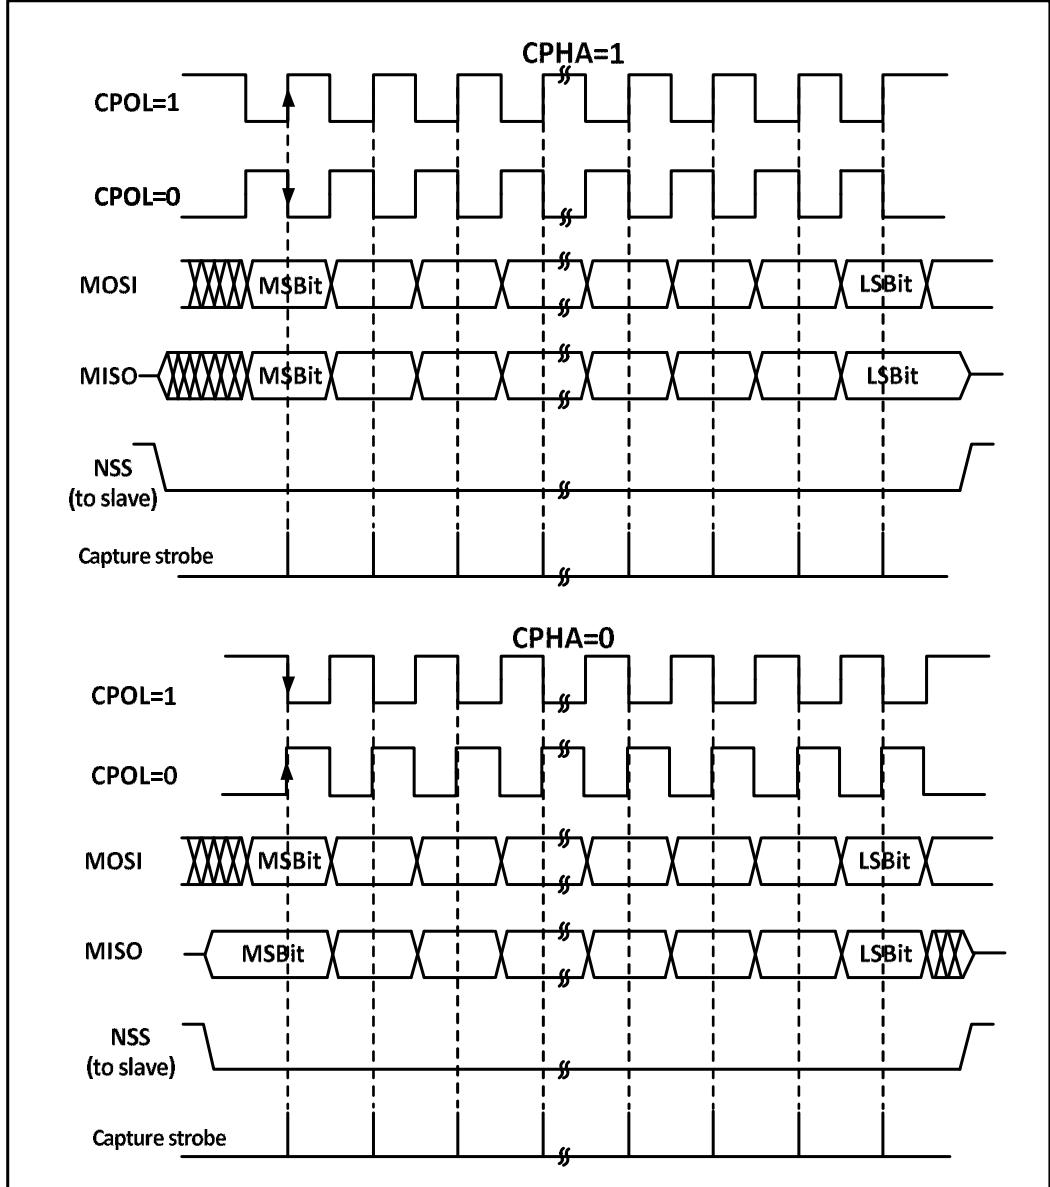 CPHA=1
CPOL=1
CPOL=0
MOSI
MSBit
LSBit
MISO
MSBit
LSBit
NSS
(to slave)
Capture strobe
CPHA=0
CPOL=1
CPOL=0
MOSI
MSBit
LSBit
MISO
MSBit
LSBit
NSS
(to slave)
Capture strobe